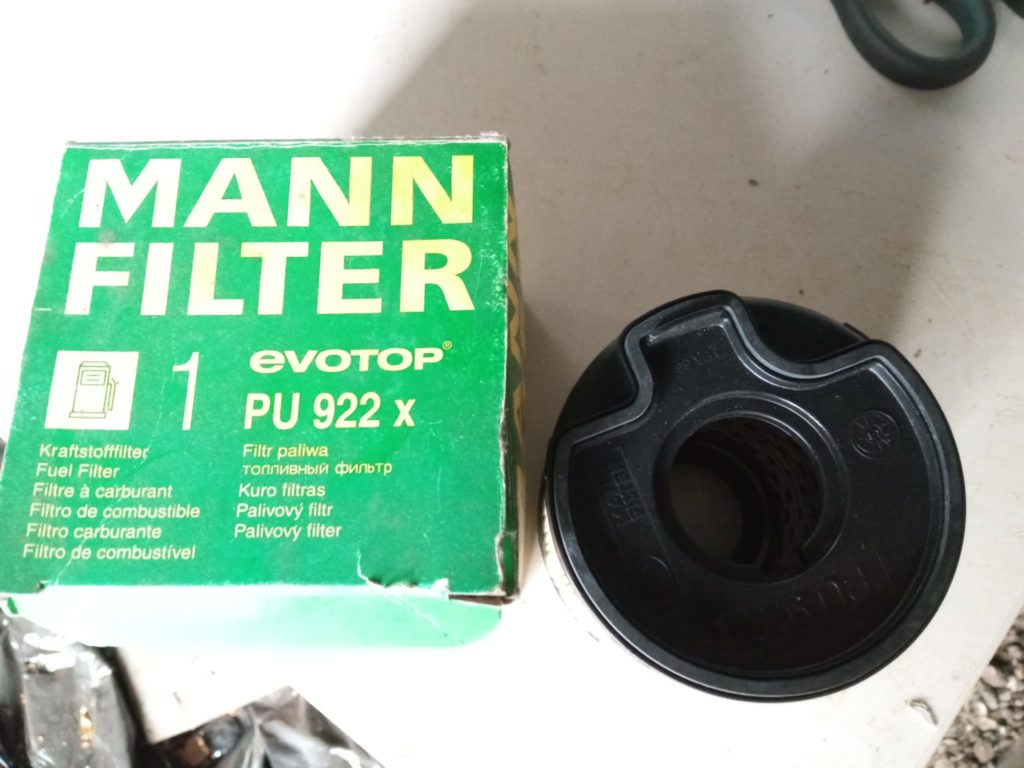 MANN
FILTER
1
evotop®
PU 922 x
Kraftstofffilter
Fuel Filter
Filtre à carburant
Filtro de combustible
Filtro carburante
Filtro de combustível
Filtr paliwa
топливный фильтр
Kuro filtras
Palivový filtr
Palivový filter